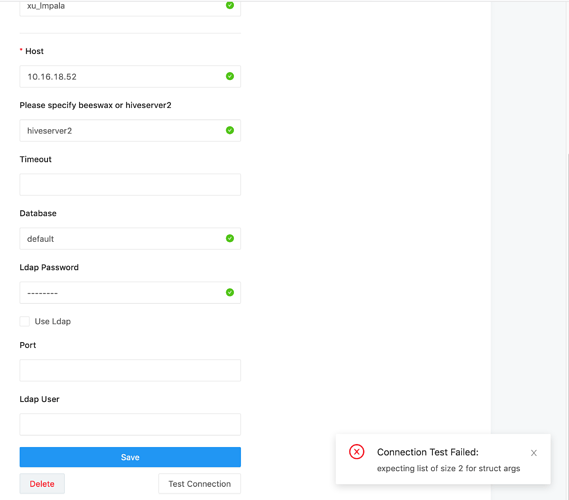 xu_Impala
* Host
10.16.18.52
Please specify beeswax or hiveserver2
hiveserver2
Timeout
Database
default
Ldap Password
--------
Use Ldap
Port
Ldap User
Save
Delete
Test Connection
Connection Test Failed:
expecting list of size 2 for struct args